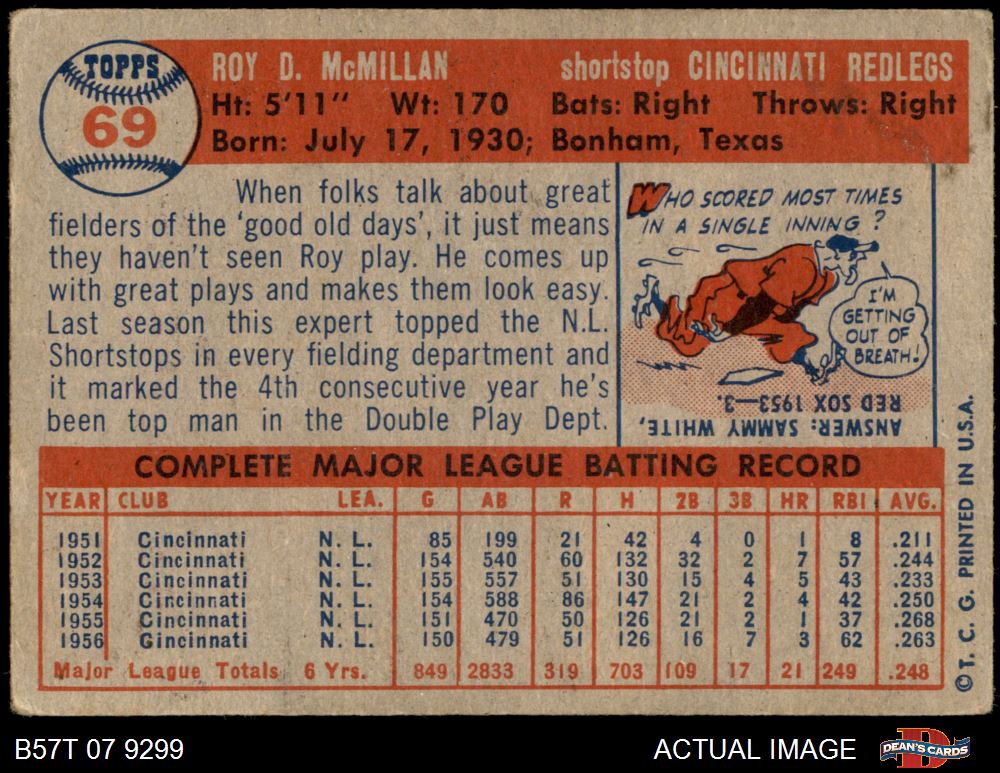 TOPPS
69
ROY D. McMILLAN shortstop CINCINNATI REDLEGS
Ht: 5'11" Wt: 170 Bats: Right Throws: Right
Born: July 17, 1930; Bonham, Texas
When folks talk about great
fielders of the 'good old days', it just means
they haven't seen Roy play. He comes up
with great plays and makes them look easy.
Last season this expert topped the N.L.
Shortstops in every fielding department and
it marked the 4th consecutive year he's
been top man in the Double Play Dept.
WHO SCORED MOST TIMES
IN A SINGLE INNING?
I'M
GETTING
OUT OF
BREATH!
ANSWER: SAMMY WHITE,
RED SOX 1953—3.
COMPLETE MAJOR LEAGUE BATTING RECORD
YEAR CLUB LEA. G AB R H 2B 3B HR RBI AVG.
1951 Cincinnati N. L. 85 199 21 42 4 0 1 8 .211
1952 Cincinnati N. L. 154 540 60 132 32 2 7 57 .244
1953 Cincinnati N. L. 155 557 51 130 15 4 5 43 .233
1954 Cincinnati N. L. 154 588 86 147 21 2 4 42 .250
1955 Cincinnati N. L. 151 470 50 126 21 2 1 37 .268
1956 Cincinnati N. L. 150 479 51 126 16 7 3 62 .263
Major League Totals 6 Yrs. 849 2833 319 703 109 17 21 249 .248
© T. C. G. PRINTED IN U.S.A.
B57T 07 9299 ACTUAL IMAGE DEAN'S CARDS